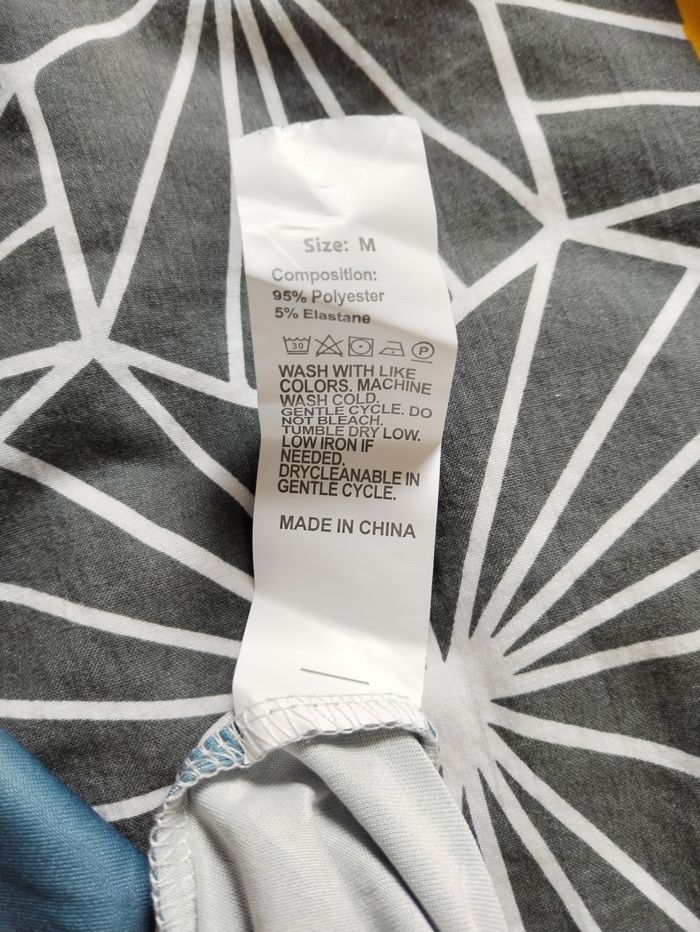 Size: M
Composition:
95% Polyester
5% Elastane
30 P
WASH WITH LIKE
COLORS. MACHINE
WASH COLD.
GENTLE CYCLE. DO
NOT BLEACH.
TUMBLE DRY LOW.
LOW IRON IF
NEEDED.
DRYCLEANABLE IN
GENTLE CYCLE.
MADE IN CHINA